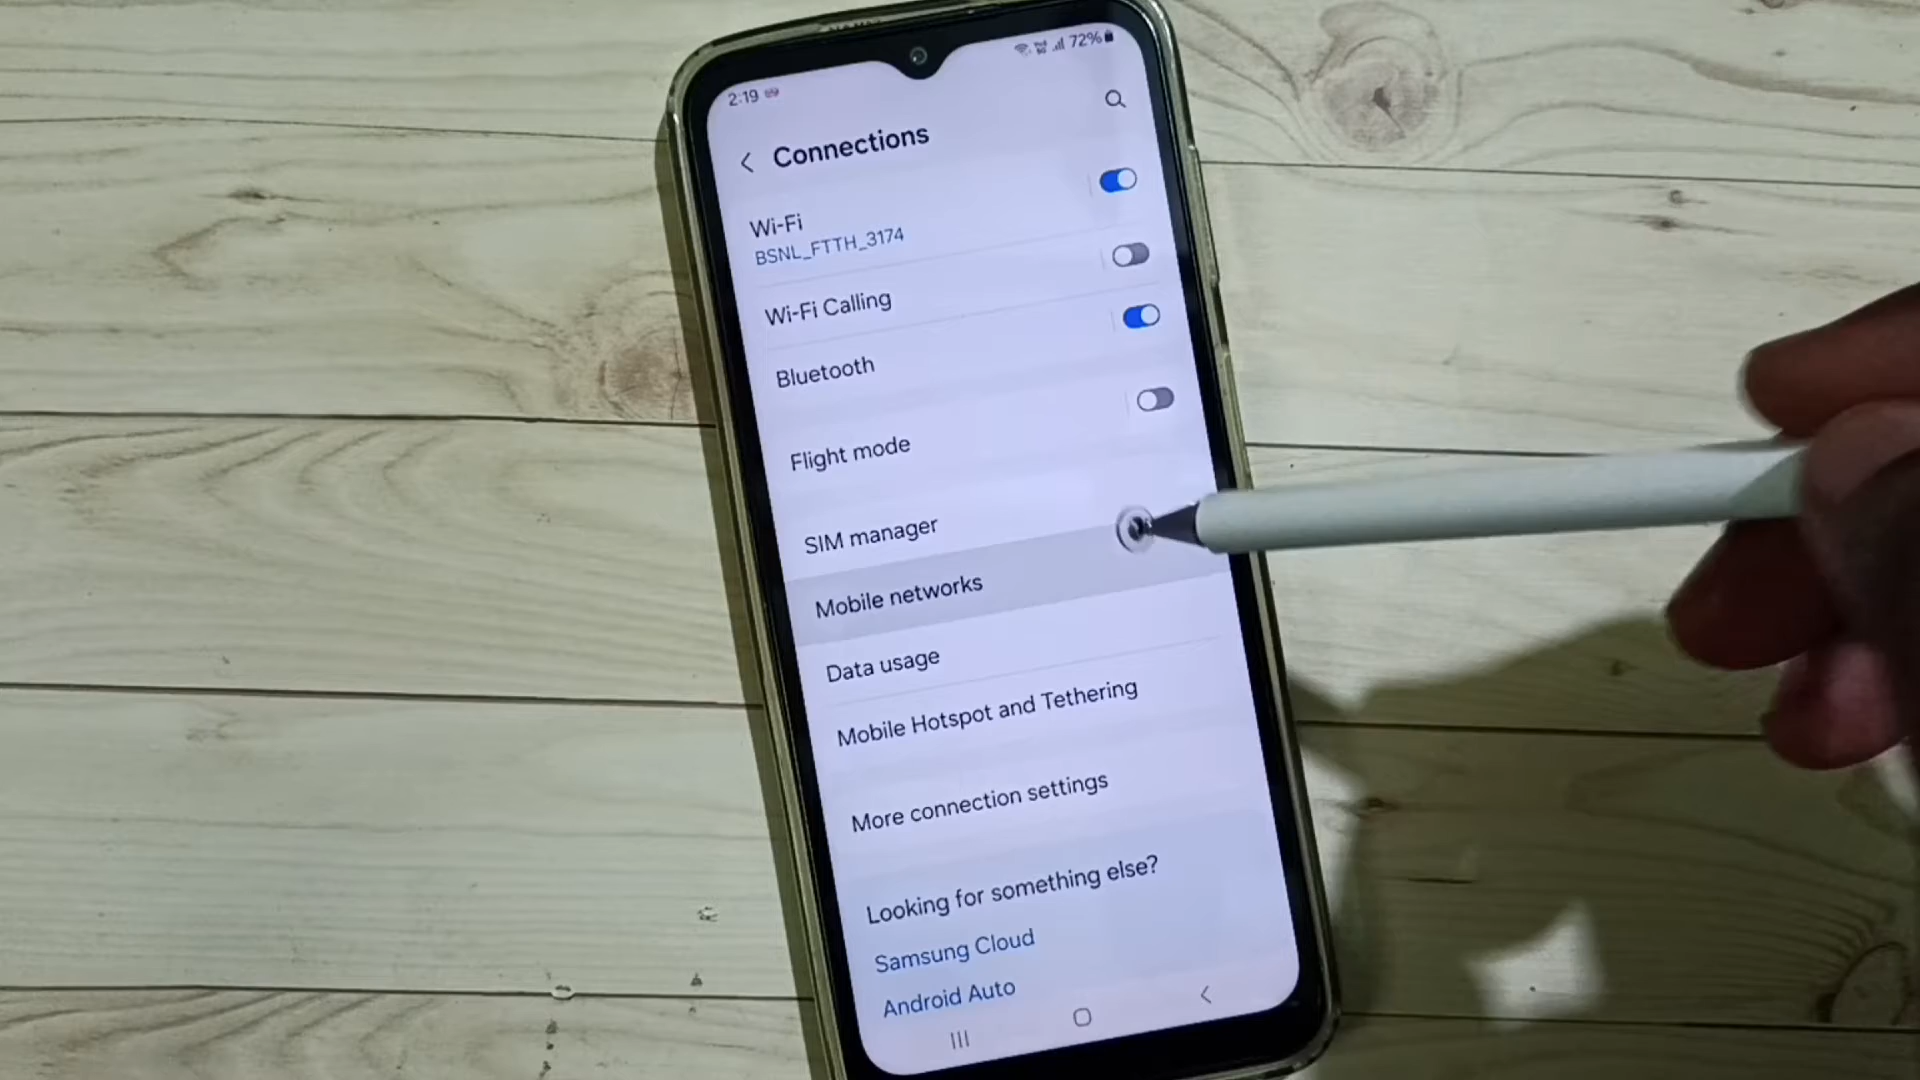 2:19
72%
Connections
Wi-Fi
BSNL_FTTH_3174
Wi-Fi Calling
Bluetooth
Flight mode
SIM manager
Mobile networks
Data usage
Mobile Hotspot and Tethering
More connection settings
Looking for something else?
Samsung Cloud
Android Auto